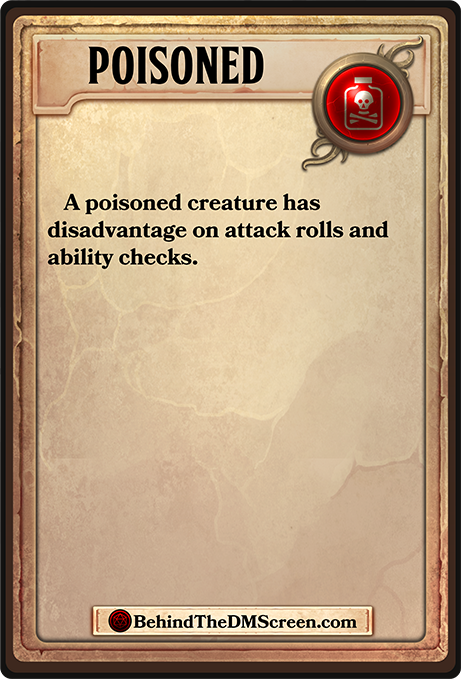 POISONED
A poisoned creature has
disadvantage on attack rolls and
ability checks.
BehindTheDMScreen.com